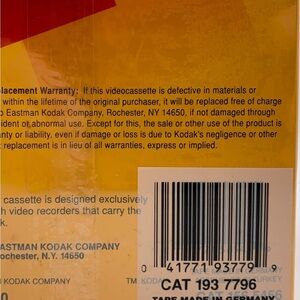 placement Warranty: If this videocassette is defective in materials or
within the lifetime of the original purchaser, it will be replaced free of charge
o Eastman Kodak Company, Rochester, NY 14650, if not damaged through
ident or abnormal use. Except for this, the sale or other use of the product is
anty or liability, even if damage or loss is due to Kodak's negligence or other
replacement is in lieu of all warranties, express or implied.
cassette is designed exclusively
h video recorders that carry the
k.
EASTMAN KODAK COMPANY
ochester, N.Y. 14650
KODAK COMPANY
0 41771 93779 9
CAT 193 7796
TAPE MADE IN GERMANY